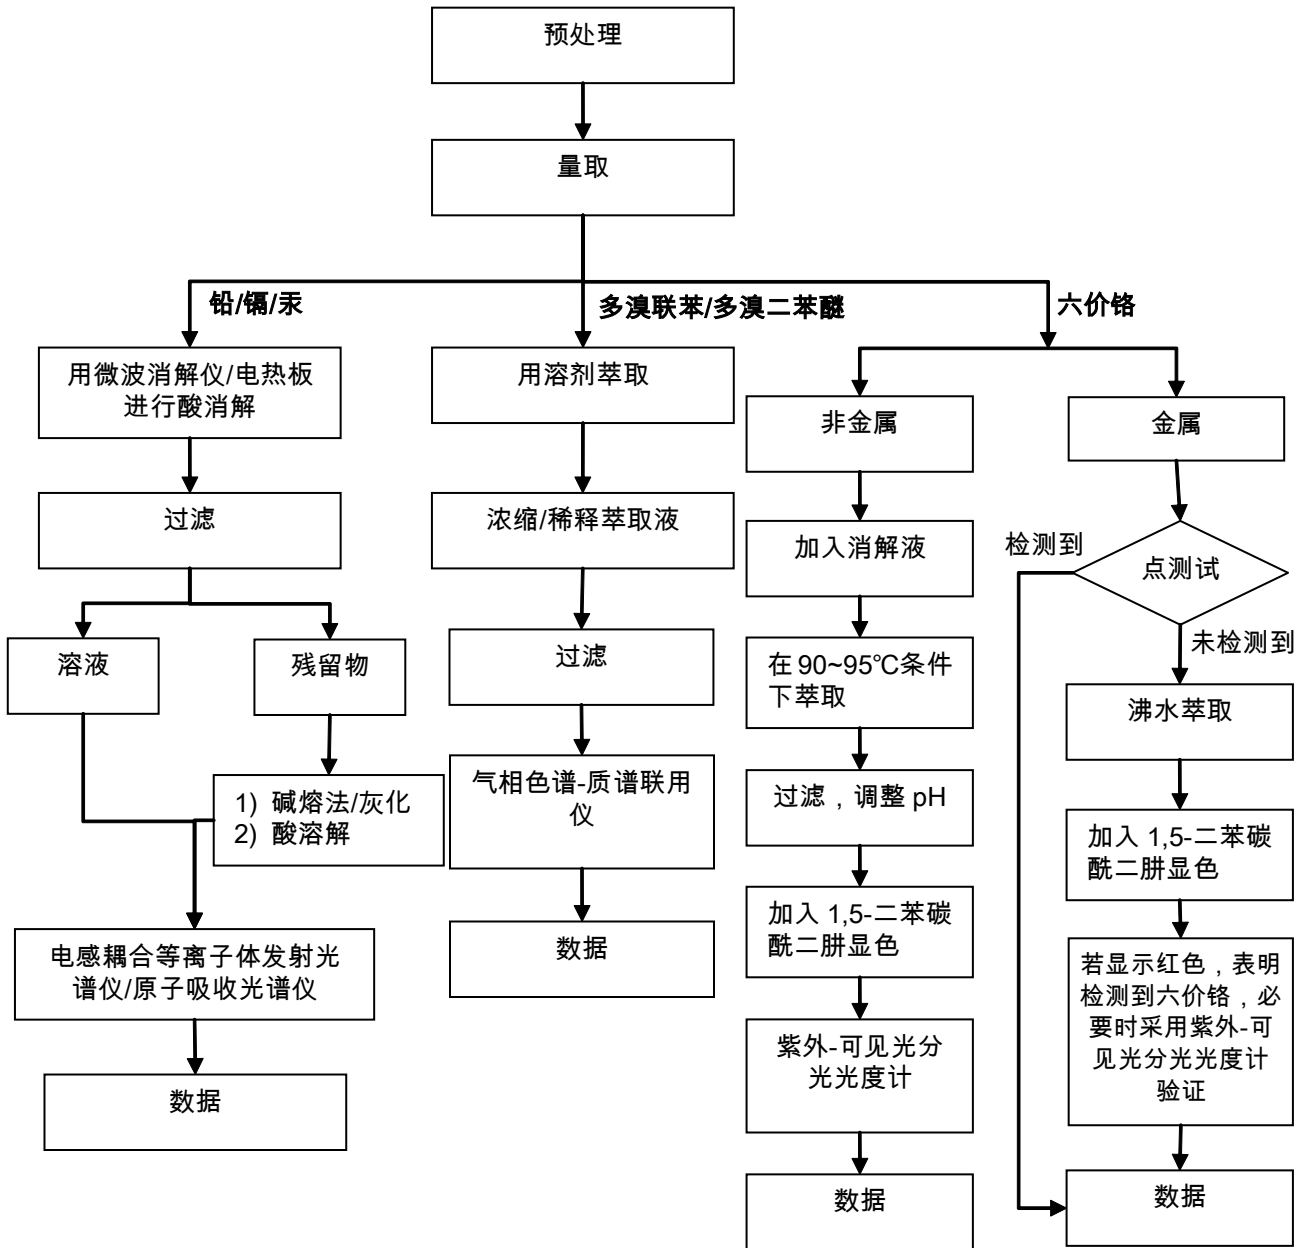 预处理
量取
铅/镉/汞
多溴联苯/多溴二苯醚
六价铬
用微波消解仪/电热板
进行酸消解
过滤
溶液
残留物
1) 碱熔法/灰化
2) 酸溶解
电感耦合等离子体发射光
谱仪/原子吸收光谱仪
数据
用溶剂萃取
浓缩/稀释萃取液
过滤
气相色谱-质谱联用
仪
数据
非金属
加入消解液
在 90~95℃条件
下萃取
过滤，调整 pH
加入 1,5-二苯碳
酰二肼显色
紫外-可见光分
光光度计
数据
金属
点测试
检测到
未检测到
沸水萃取
加入 1,5-二苯碳
酰二肼显色
若显示红色，表明
检测到六价铬，必
要时采用紫外-可
见光分光光度计
验证
数据